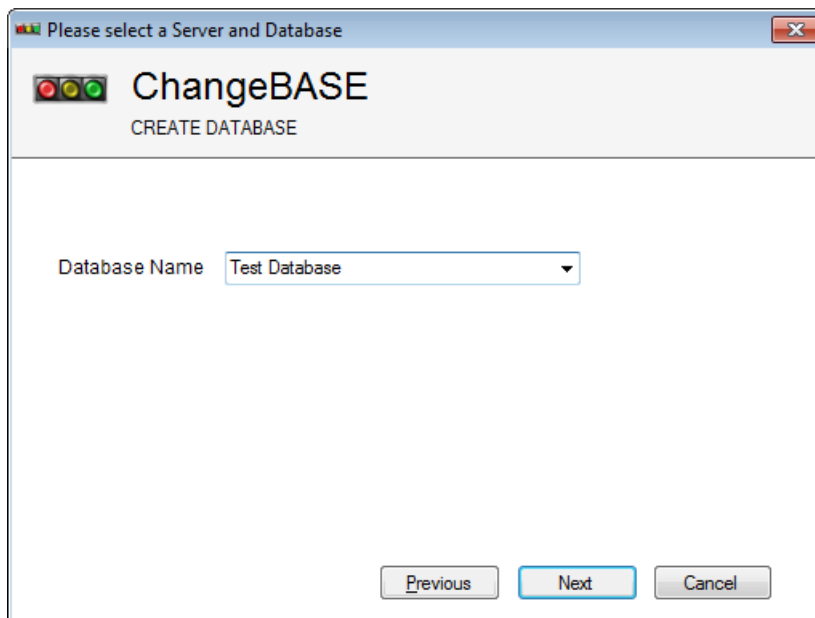 Please select a Server and Database
ChangeBASE
CREATE DATABASE
Database Name Test Database
Previous Next Cancel